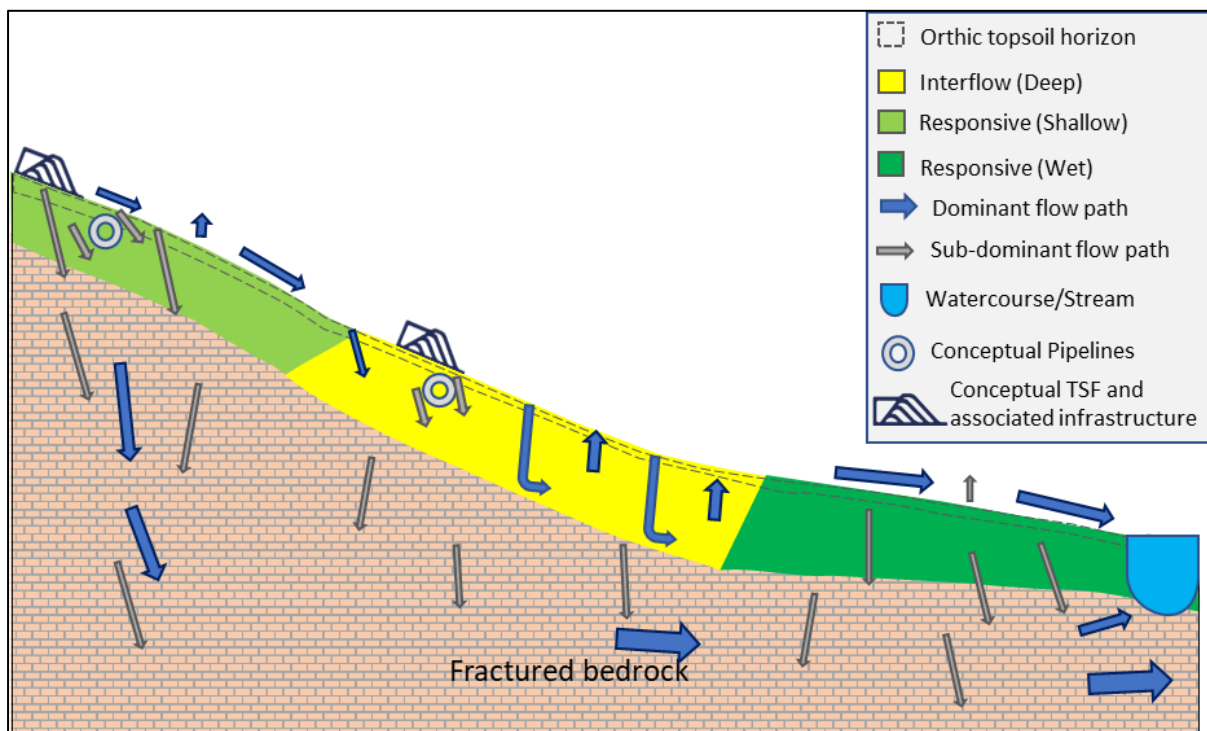 Orthic topsoil horizon
Interflow (Deep)
Responsive (Shallow)
Responsive (Wet)
Dominant flow path
Sub-dominant flow path
Watercourse/Stream
Conceptual Pipelines
Conceptual TSF and
associated infrastructure
Fractured bedrock